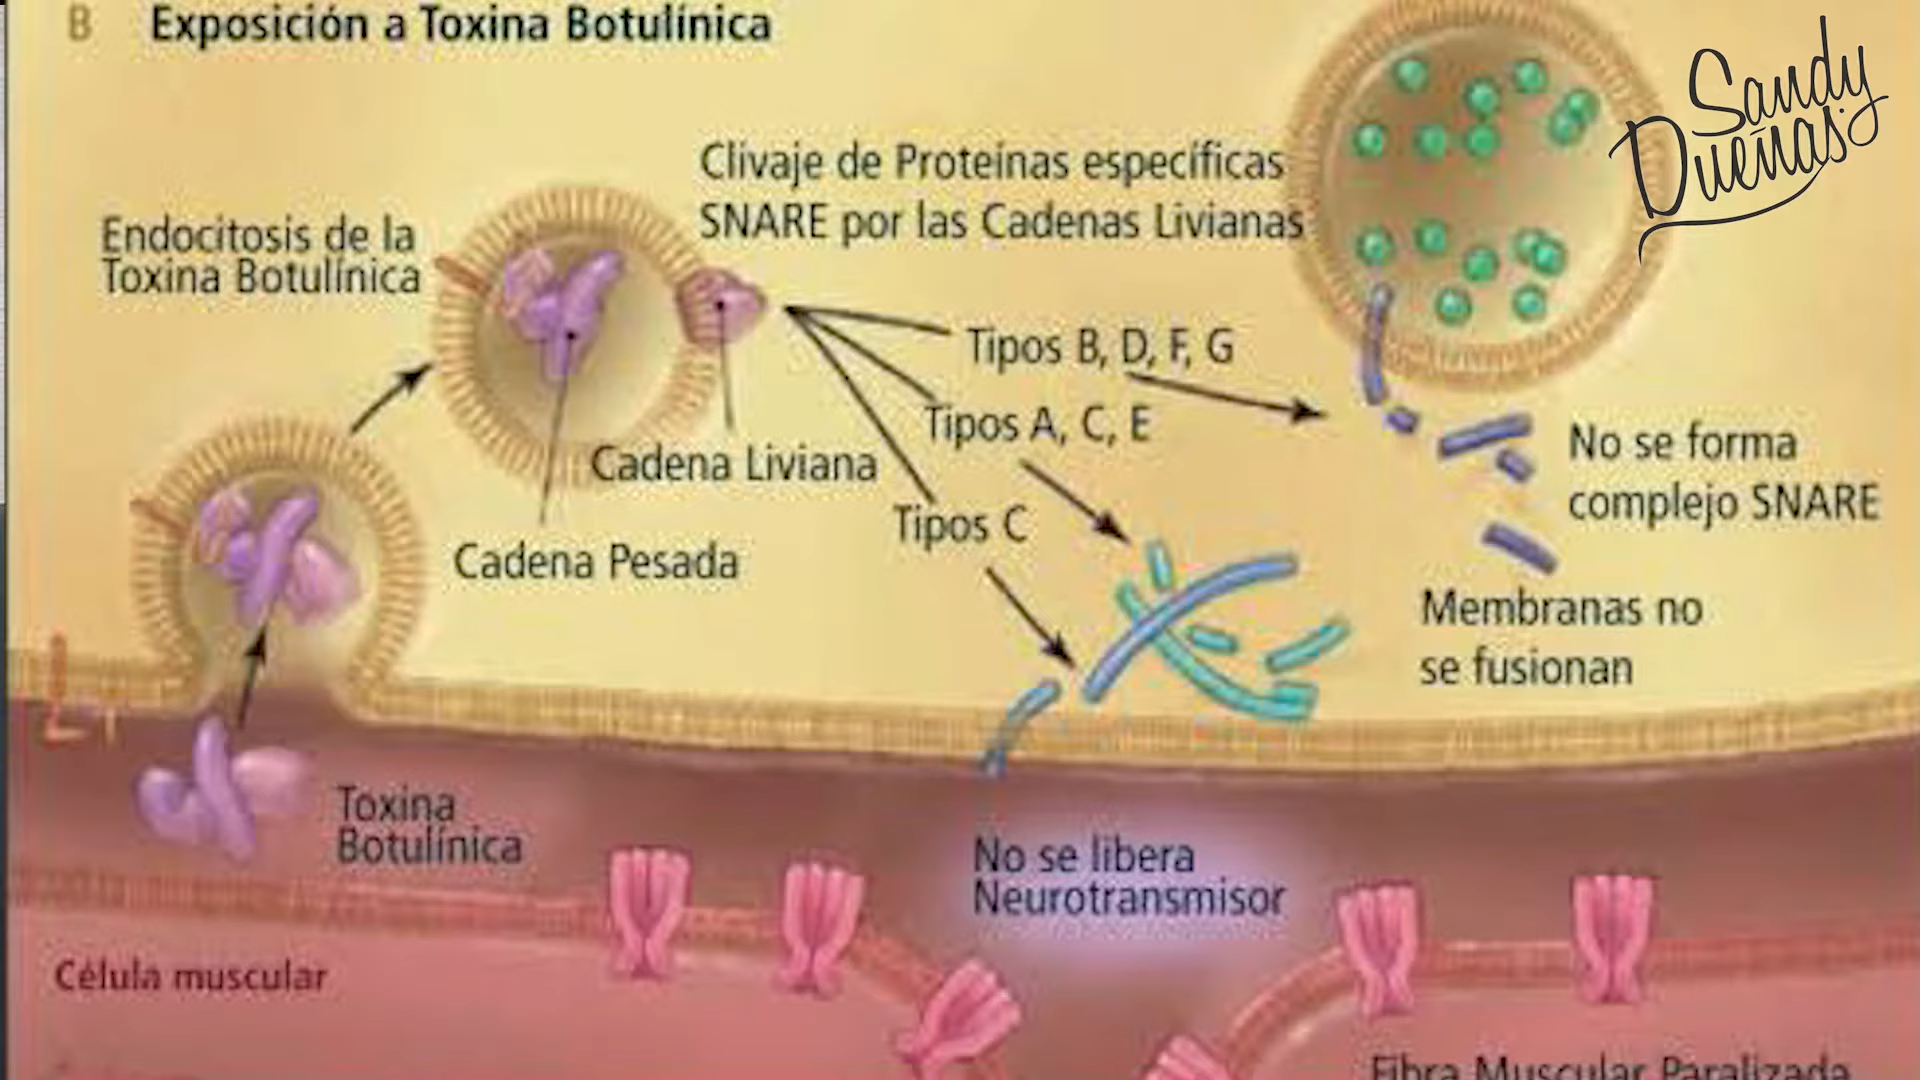 B Exposición a Toxina Botulínica
Sandy
Dueñas
Clivaje de Proteínas específicas
SNARE por las Cadenas Livianas
Endocitosis de la
Toxina Botulínica
Tipos B, D, F, G
Tipos A, C, E
Cadena Liviana
Tipos C
Cadena Pesada
No se forma
complejo SNARE
Membranas no
se fusionan
Toxina
Botulínica
No se libera
Neurotransmisor
Célula muscular
Fibra Muscular Paralizada